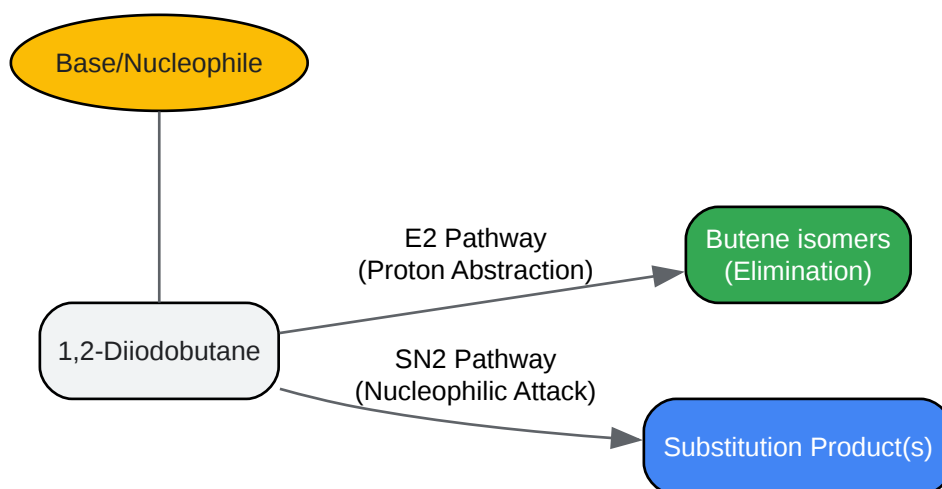 Base/Nucleophile
E2 Pathway
(Proton Abstraction)
Butene isomers
(Elimination)
1,2-Diiodobutane
SN2 Pathway
(Nucleophilic Attack)
Substitution Product(s)